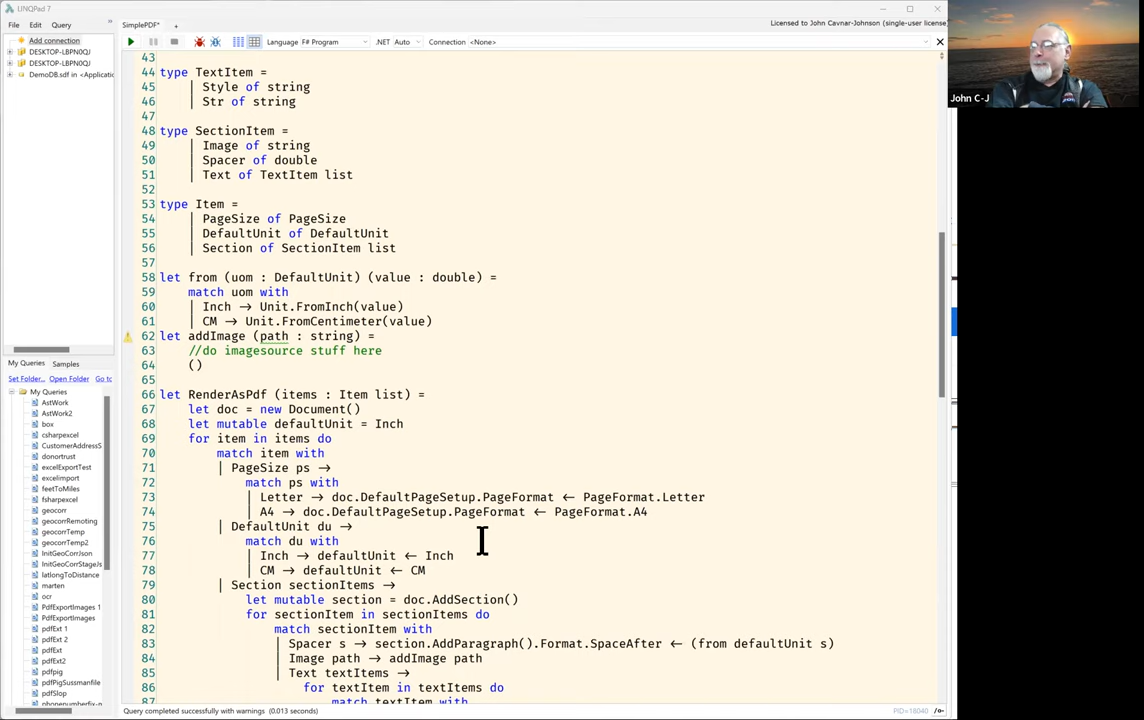 LINQPad 7
File Edit Query
SimplePDF* +
Licensed to John Cavnar-Johnson (single-user license
Language F# Program .NET Auto Connection <None>
Add connection
DESKTOP-LBPN0QJ
DESKTOP-LBPN0QJ
DemoDB.sdf in <Applicatio
My Queries Samples
Set Folder... Open Folder Go to
My Queries
AstWork
AstWork2
box
csharpexcel
CustomerAddressS
donortrust
excelExportTest
excelimport
feetToMiles
fsharpexcel
geocorr
geocorrRemoting
geocorrTemp
geocorrTemp2
InitGeoCorrJson
InitGeoCorrStageJs
latlongToDistance
marten
ocr
PdfExportImages 1
PdfExportImages
pdfExt 1
pdfExt 2
pdfExt
pdfExt2
pdfpig
pdfPigSussmanfile
pdfSlop
phonenumberfix-n
43
44 type TextItem =
45 | Style of string
46 | Str of string
47
48 type SectionItem =
49 | Image of string
50 | Spacer of double
51 | Text of TextItem list
52
53 type Item =
54 | PageSize of PageSize
55 | DefaultUnit of DefaultUnit
56 | Section of SectionItem list
57
58 let from (uom : DefaultUnit) (value : double) =
59 match uom with
60 | Inch → Unit.FromInch(value)
61 | CM → Unit.FromCentimeter(value)
62 let addImage (path : string) =
63 //do imagesource stuff here
64 ()
65
66 let RenderAsPdf (items : Item list) =
67 let doc = new Document()
68 let mutable defaultUnit = Inch
69 for item in items do
70 match item with
71 | PageSize ps →
72 match ps with
73 | Letter → doc.DefaultPageSetup.PageFormat ← PageFormat.Letter
74 | A4 → doc.DefaultPageSetup.PageFormat ← PageFormat.A4
75 | DefaultUnit du →
76 match du with
77 | Inch → defaultUnit ← Inch
78 | CM → defaultUnit ← CM
79 | Section sectionItems →
80 let mutable section = doc.AddSection()
81 for sectionItem in sectionItems do
82 match sectionItem with
83 | Spacer s → section.AddParagraph().Format.SpaceAfter ← (from defaultUnit s)
84 | Image path → addImage path
85 | Text textItems →
86 for textItem in textItems do
87 match textItem with
Query completed successfully with warnings (0.013 seconds)
PID=18040 /o-
John C-J